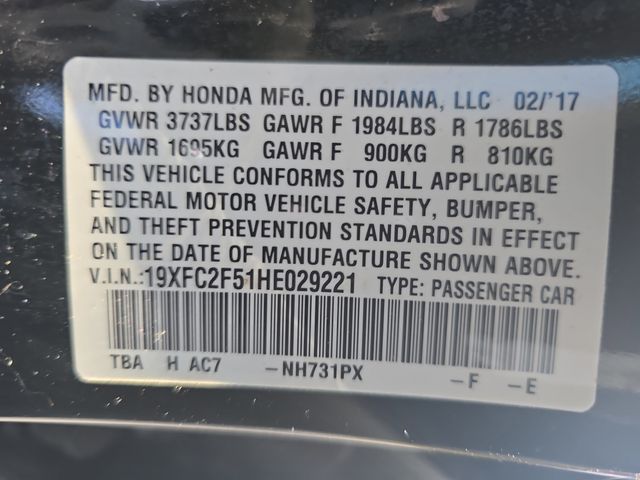 MFD. BY HONDA MFG. OF INDIANA, LLC 02/'17
GVWR 3737LBS GAWR F 1984LBS R 1786LBS
GVWR 1695KG GAWR F 900KG R 810KG
THIS VEHICLE CONFORMS TO ALL APPLICABLE
FEDERAL MOTOR VEHICLE SAFETY, BUMPER,
AND THEFT PREVENTION STANDARDS IN EFFECT
ON THE DATE OF MANUFACTURE SHOWN ABOVE.
V.I.N.:19XFC2F51HE029221 TYPE: PASSENGER CAR
TBA H AC7 -NH731PX -F -E